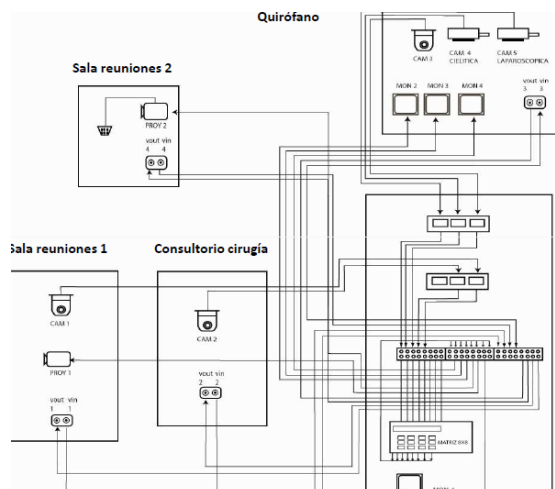 Quirófano
CAM 3
CAM 4
CIELITICA
CAM 5
LAPAROSCOPICA
MON 2
MON 3
MON 4
vout vin
3 3
Sala reuniones 2
PROY 2
vout vin
4 4
Sala reuniones 1
CAM 1
PROY 1
vout vin
1 1
Consultorio cirugía
CAM 2
vout vin
2 2
MATRIZ 8X8